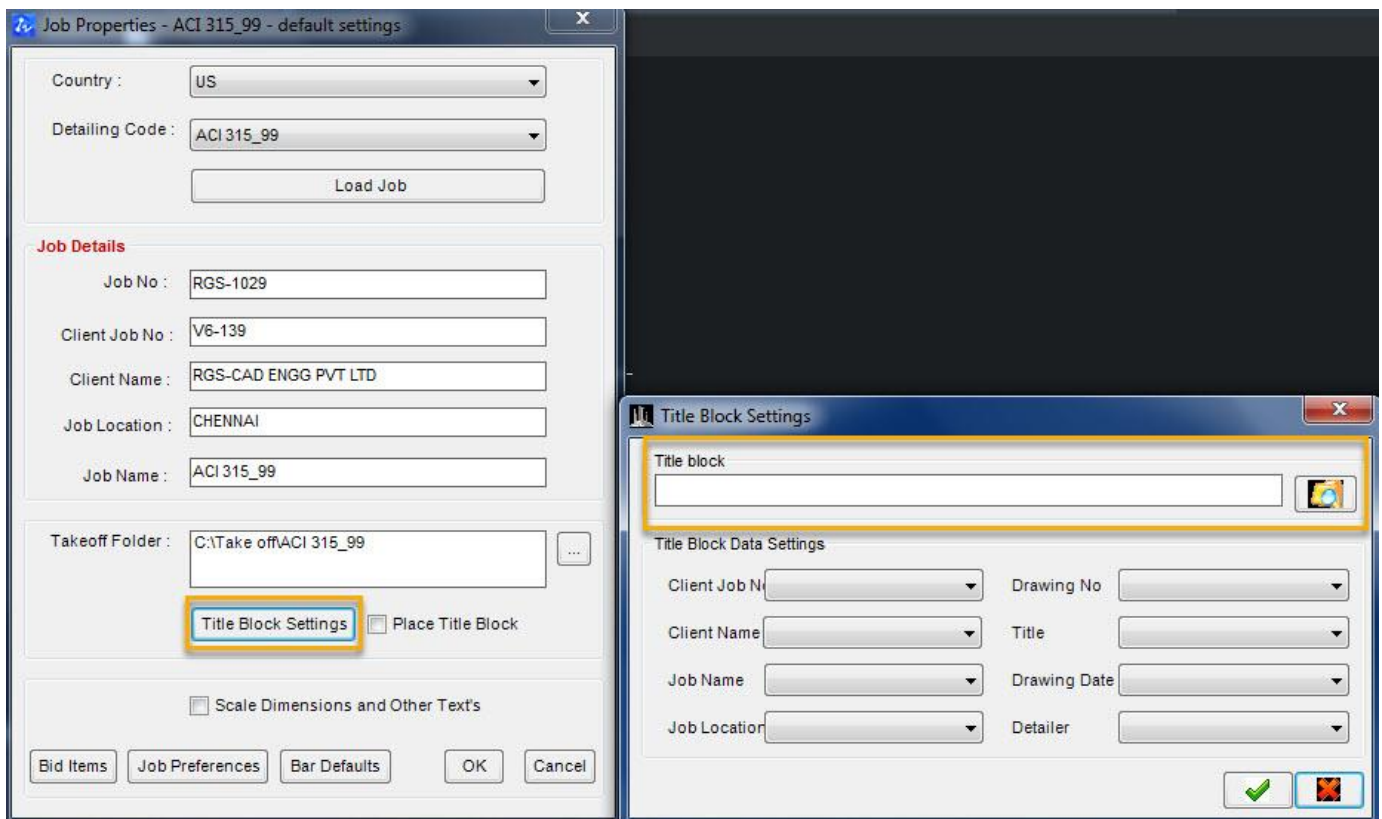 Job Properties - ACI 315_99 - default settings
Country :
US
Detailing Code :
ACI 315_99
Load Job
Job Details
Job No :
RGS-1029
Client Job No :
V6-139
Client Name :
RGS-CAD ENGG PVT LTD
Job Location :
CHENNAI
Job Name :
ACI 315_99
Takeoff Folder :
C:\Take off\ACI 315_99
...
Title Block Settings
Place Title Block
Scale Dimensions and Other Text's
Bid Items
Job Preferences
Bar Defaults
OK
Cancel
Title Block Settings
Title block
Title Block Data Settings
Client Job N
Drawing No
Client Name
Title
Job Name
Drawing Date
Job Location
Detailer